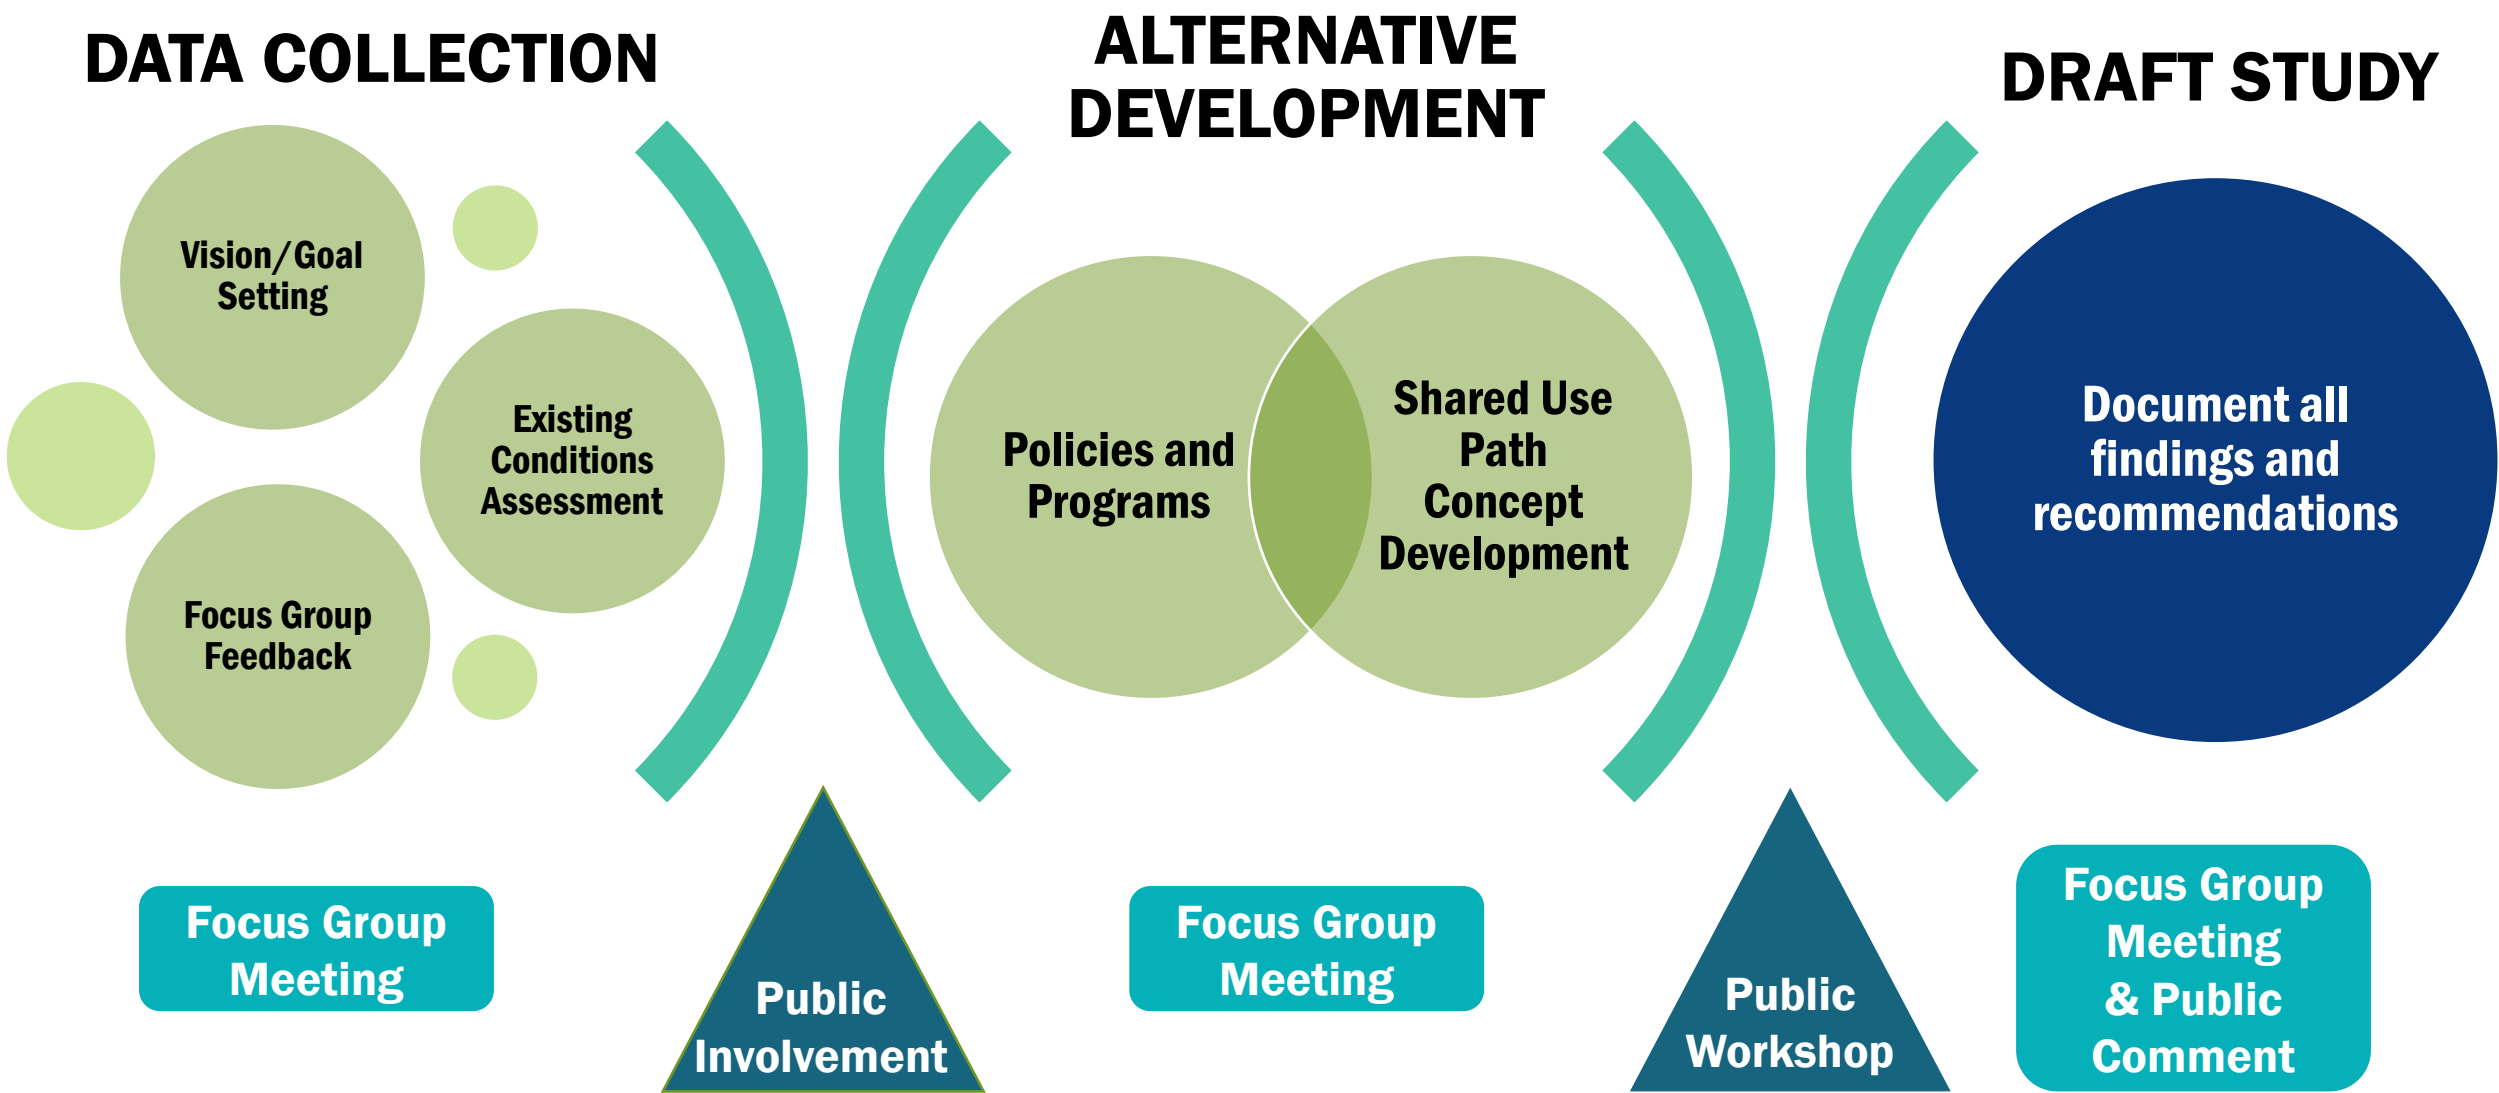 DATA COLLECTION
Vision/Goal
Setting
Existing
Conditions
Assessment
Focus Group
Feedback
Focus Group
Meeting
Public
Involvement
ALTERNATIVE
DEVELOPMENT
Policies and
Programs
Shared Use
Path
Concept
Development
Focus Group
Meeting
Public
Workshop
DRAFT STUDY
Document all
findings and
recommendations
Focus Group
Meeting
& Public
Comment